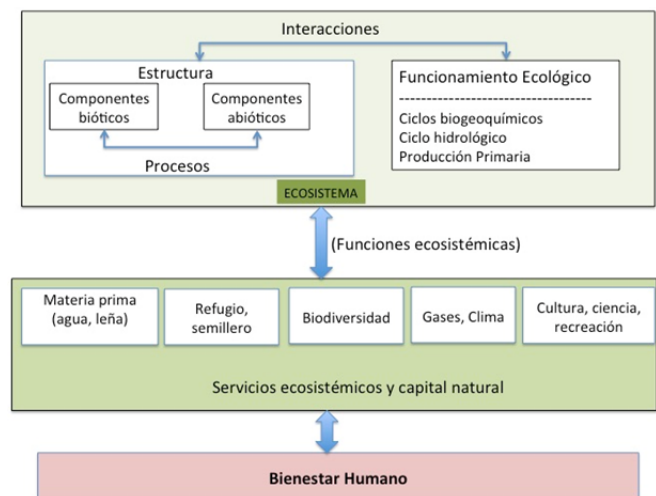 Interacciones
Estructura
Componentes
bióticos
Componentes
abióticos
Procesos
Funcionamiento Ecológico
-----------------------------------
Ciclos biogeoquímicos
Ciclo hidrológico
Producción Primaria
ECOSISTEMA
(Funciones ecosistémicas)
Materia prima
(agua, leña)
Refugio,
semillero
Biodiversidad
Gases, Clima
Cultura, ciencia,
recreación
Servicios ecosistémicos y capital natural
Bienestar Humano